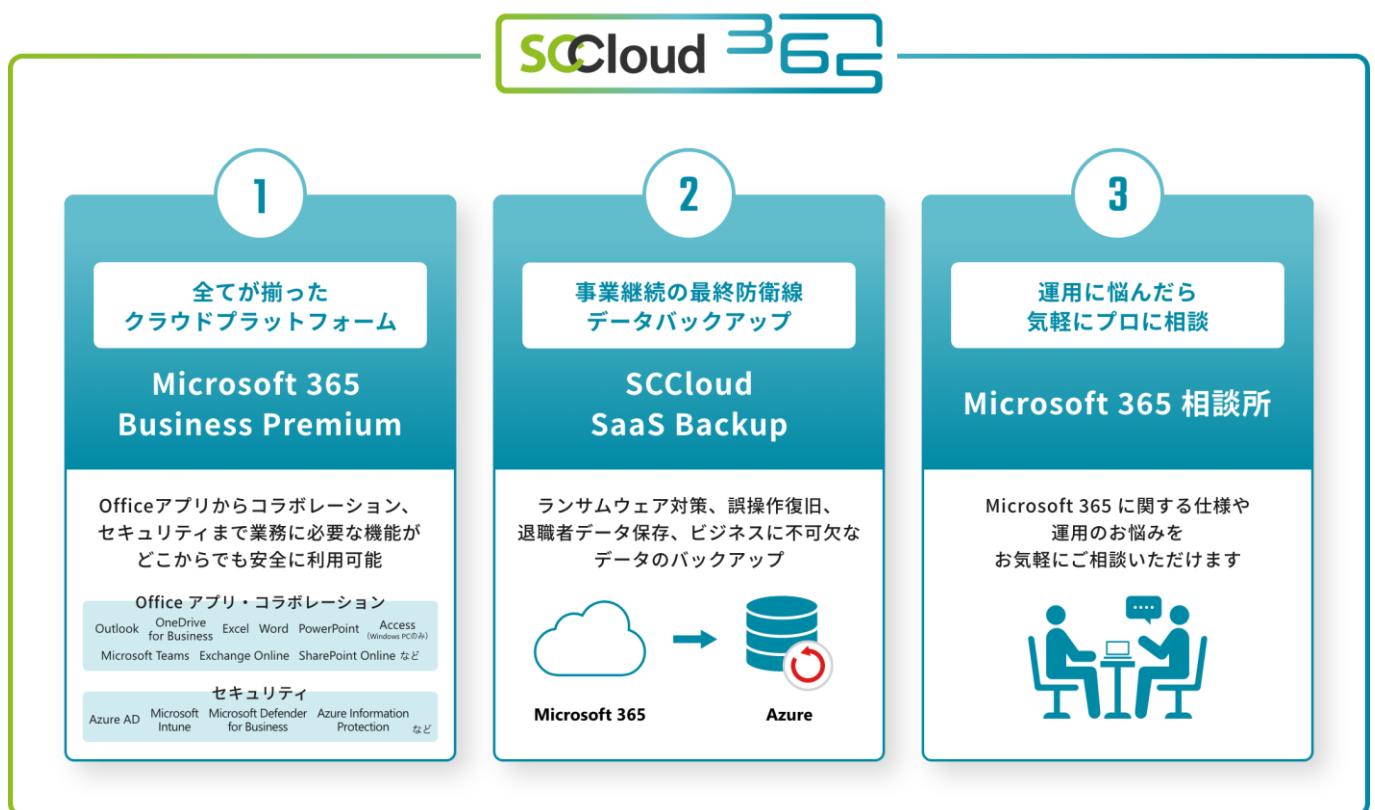 SCCloud 365
1
全てが揃った
クラウドプラットフォーム
Microsoft 365
Business Premium
Officeアプリからコラボレーション、
セキュリティまで業務に必要な機能が
どこからでも安全に利用可能
Office アプリ・コラボレーション
Outlook OneDrive for Business Excel Word PowerPoint Access (Windows PCのみ)
Microsoft Teams Exchange Online SharePoint Online など
セキュリティ
Azure AD Microsoft Intune Microsoft Defender for Business Azure Information Protection など
2
事業継続の最終防衛線
データバックアップ
SCCloud
SaaS Backup
ランサムウェア対策、誤操作復旧、
退職者データ保存、ビジネスに不可欠な
データのバックアップ
Microsoft 365
Azure
3
運用に悩んだら
気軽にプロに相談
Microsoft 365 相談所
Microsoft 365 に関する仕様や
運用のお悩みを
お気軽にご相談いただけます